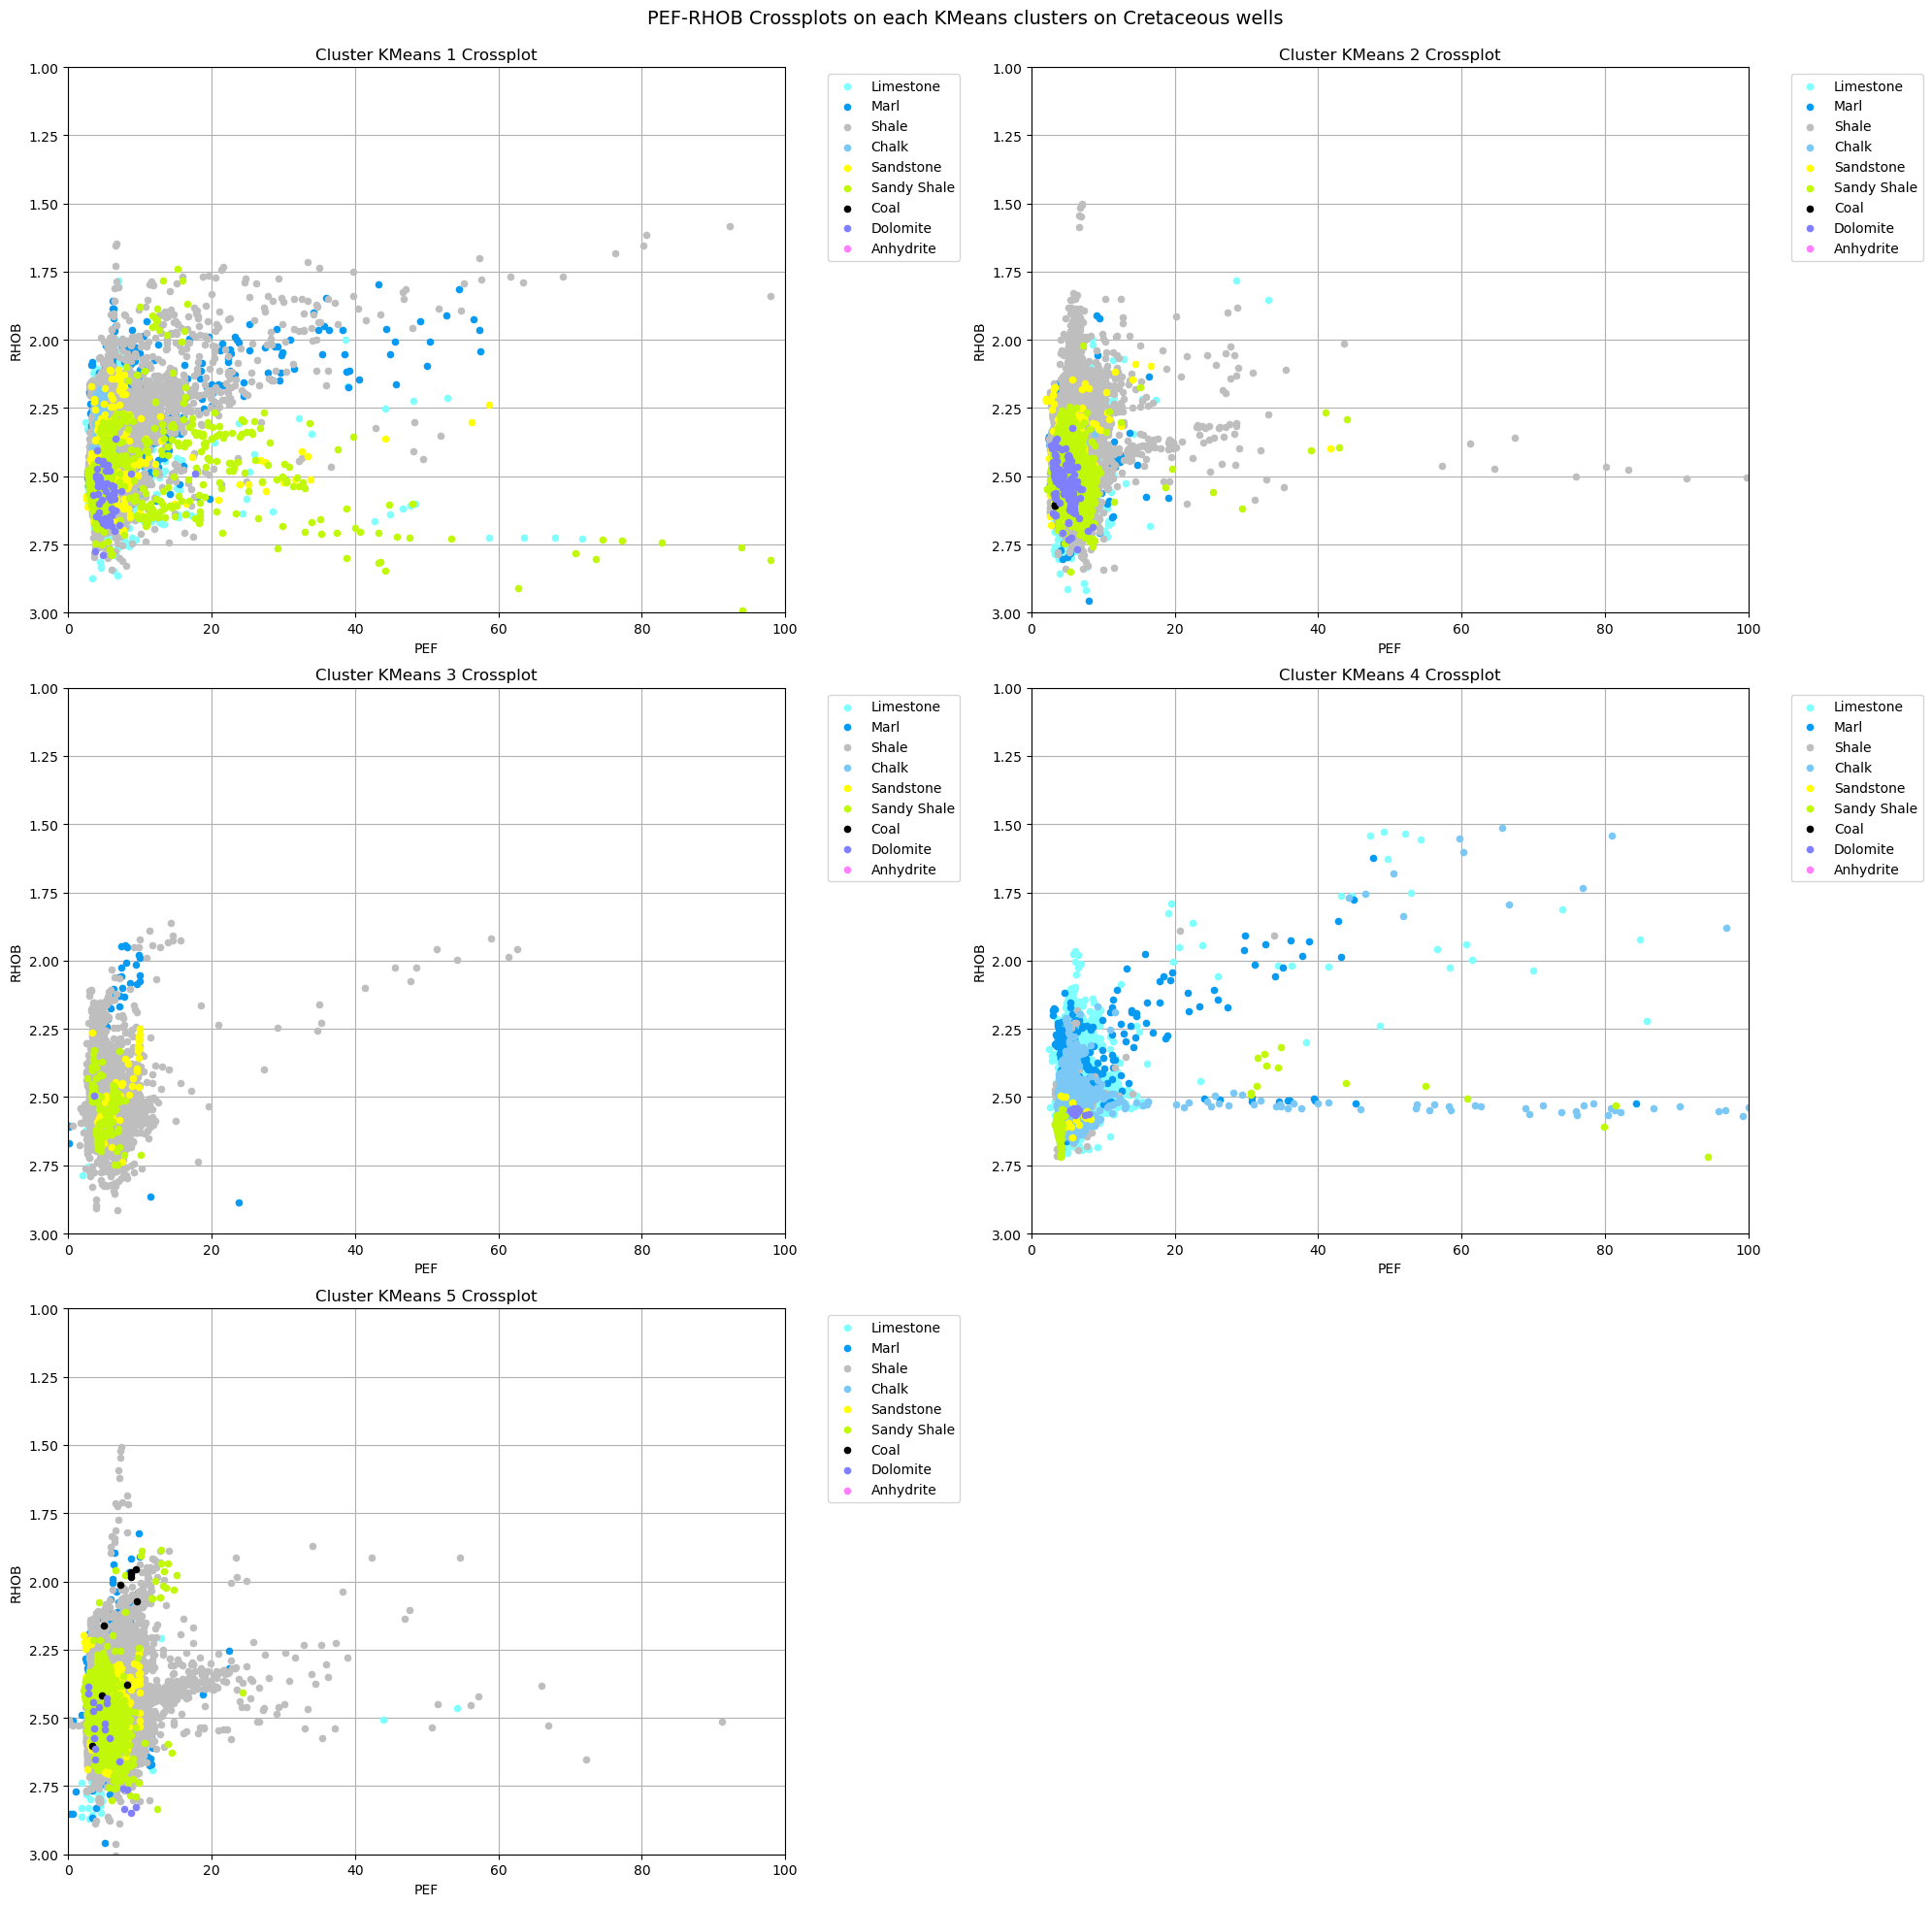 PEF-RHOB Crossplots on each KMeans clusters on Cretaceous wells
Cluster KMeans 1 Crossplot
1.00
1.25
1.50
1.75
2.00
2.25
2.50
2.75
3.00
RHOB
0 20 40 60 80 100
PEF
Limestone
Marl
Shale
Chalk
Sandstone
Sandy Shale
Coal
Dolomite
Anhydrite
Cluster KMeans 2 Crossplot
1.00
1.25
1.50
1.75
2.00
2.25
2.50
2.75
3.00
RHOB
0 20 40 60 80 100
PEF
Limestone
Marl
Shale
Chalk
Sandstone
Sandy Shale
Coal
Dolomite
Anhydrite
Cluster KMeans 3 Crossplot
1.00
1.25
1.50
1.75
2.00
2.25
2.50
2.75
3.00
RHOB
0 20 40 60 80 100
PEF
Limestone
Marl
Shale
Chalk
Sandstone
Sandy Shale
Coal
Dolomite
Anhydrite
Cluster KMeans 4 Crossplot
1.00
1.25
1.50
1.75
2.00
2.25
2.50
2.75
3.00
RHOB
0 20 40 60 80 100
PEF
Limestone
Marl
Shale
Chalk
Sandstone
Sandy Shale
Coal
Dolomite
Anhydrite
Cluster KMeans 5 Crossplot
1.00
1.25
1.50
1.75
2.00
2.25
2.50
2.75
3.00
RHOB
0 20 40 60 80 100
PEF
Limestone
Marl
Shale
Chalk
Sandstone
Sandy Shale
Coal
Dolomite
Anhydrite